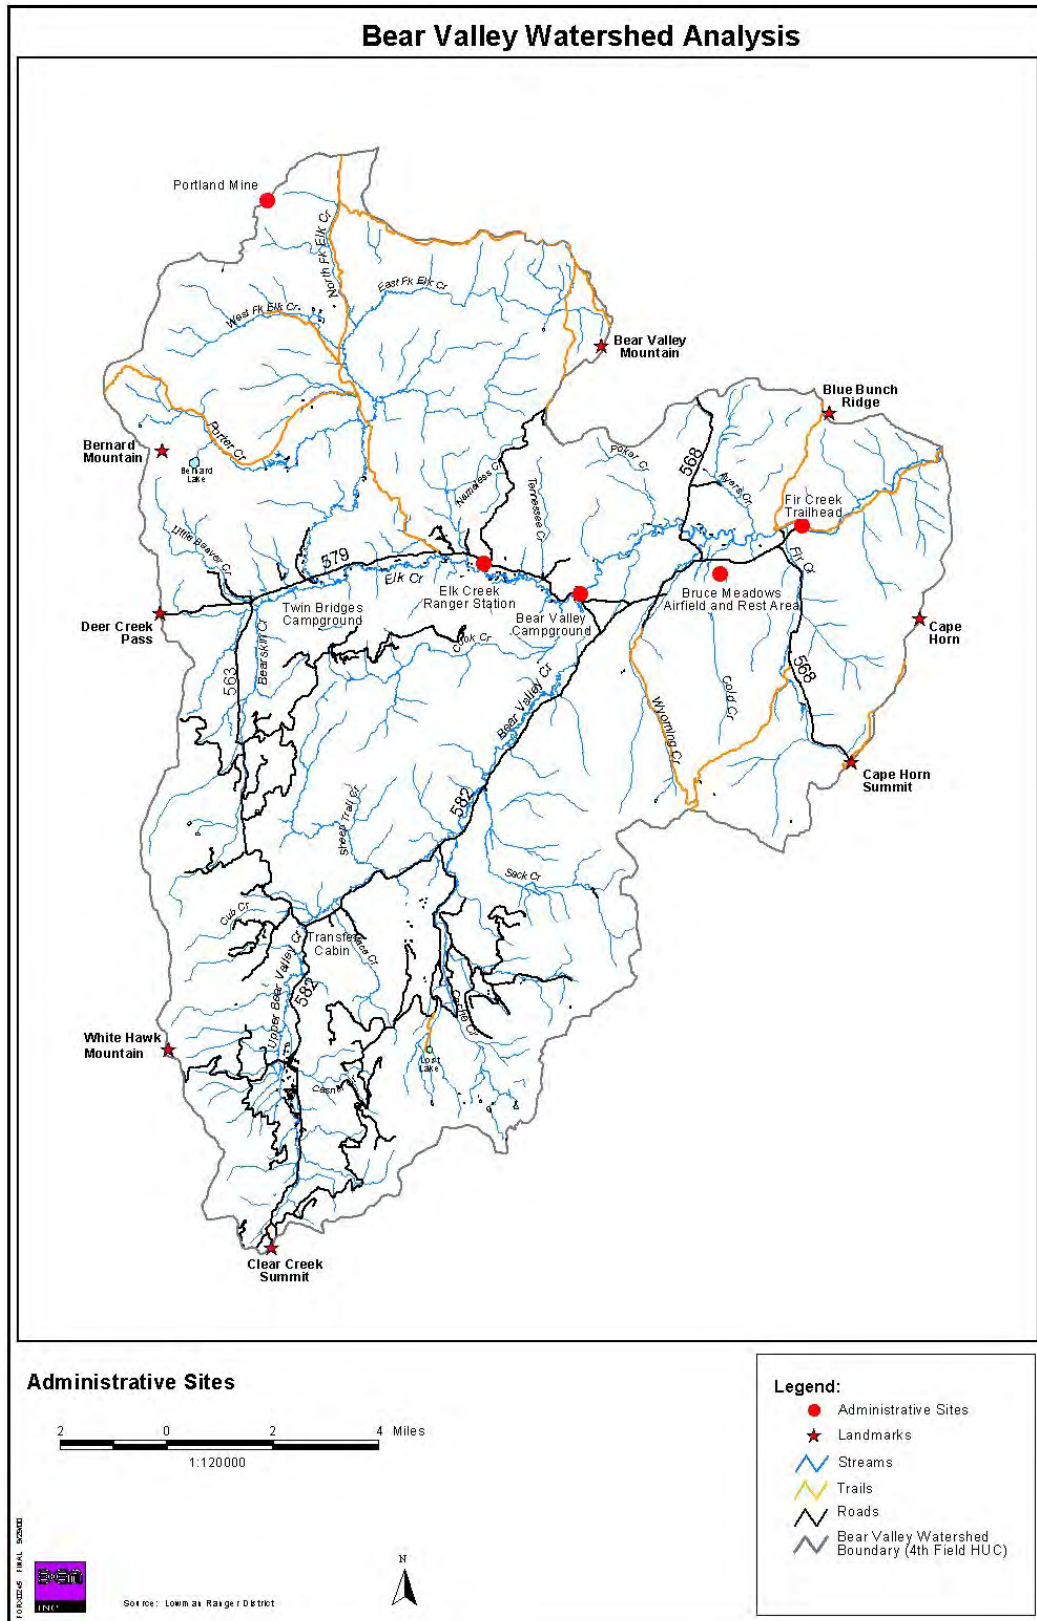 Bear Valley Watershed Analysis
Portland Mine
North Fk Elk Cr
East Fk Elk Cr
West Fk Elk Cr
Bear Valley
Mountain
Blue Bunch
Ridge
Porter Cr
Bernard
Mountain
Bernard
Lake
Poker Cr
568
Ayers Cr
Nameless Cr
Tennessee Cr
Fir Creek
Trailhead
Little Beaver Cr
579
Elk Cr
Fir Cr
Elk Creek
Ranger Station
Twin Bridges
Campground
Bruce Meadows
Airfield and Rest Area
Bear Valley
Campground
Deer Creek
Pass
Cape
Horn
Bearskin Cr
Cook Cr
563
568
Bear Valley Cr
Wyoming Cr
Cold Cr
Cape Horn
Summit
582
Sheep Trail Cr
Sack Cr
Cub Cr
Transfer
Cabin
Upper Bear Valley Cr
582
Cache Cr
White Hawk
Mountain
Lost
Lake
Casner Cr
Clear Creek
Summit
Administrative Sites
2 0 2 4 Miles
1:120000
Legend:
Administrative Sites
Landmarks
Streams
Trails
Roads
Bear Valley Watershed
Boundary (4th Field HUC)
N
INC
Source: Lowman Ranger District